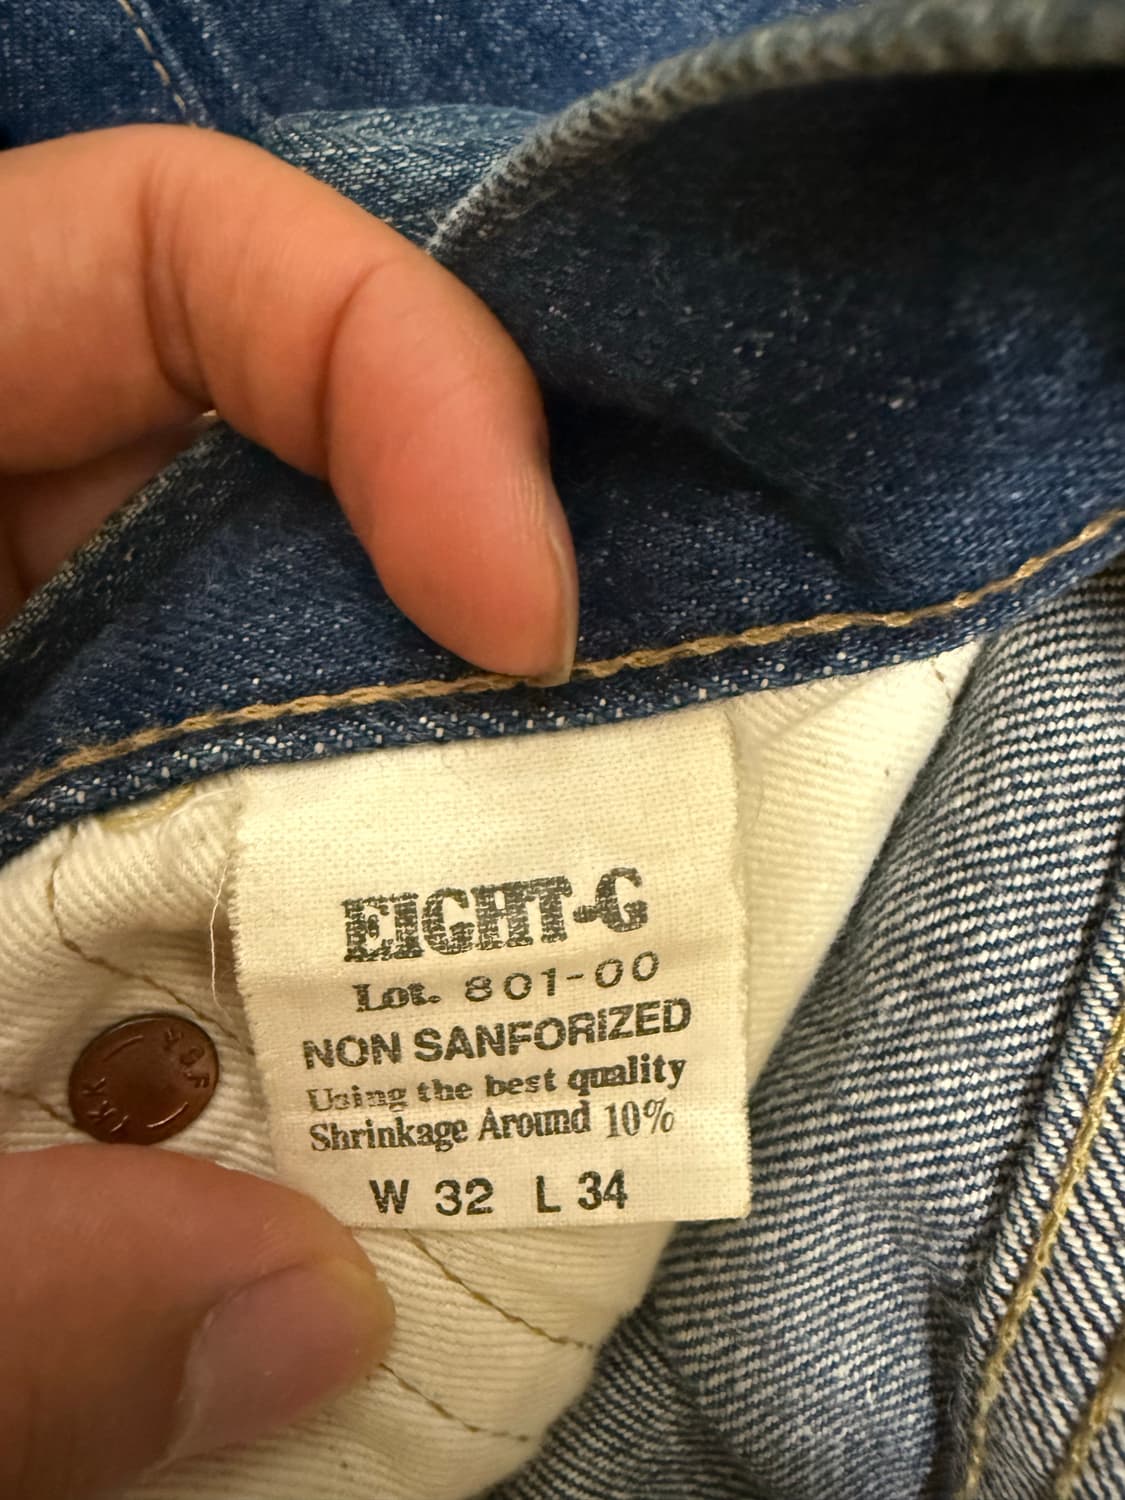 EIGHT-G
Lot. 801-00
NON SANFORIZED
Using the best quality
Shrinkage Around 10%
W 32 L 34